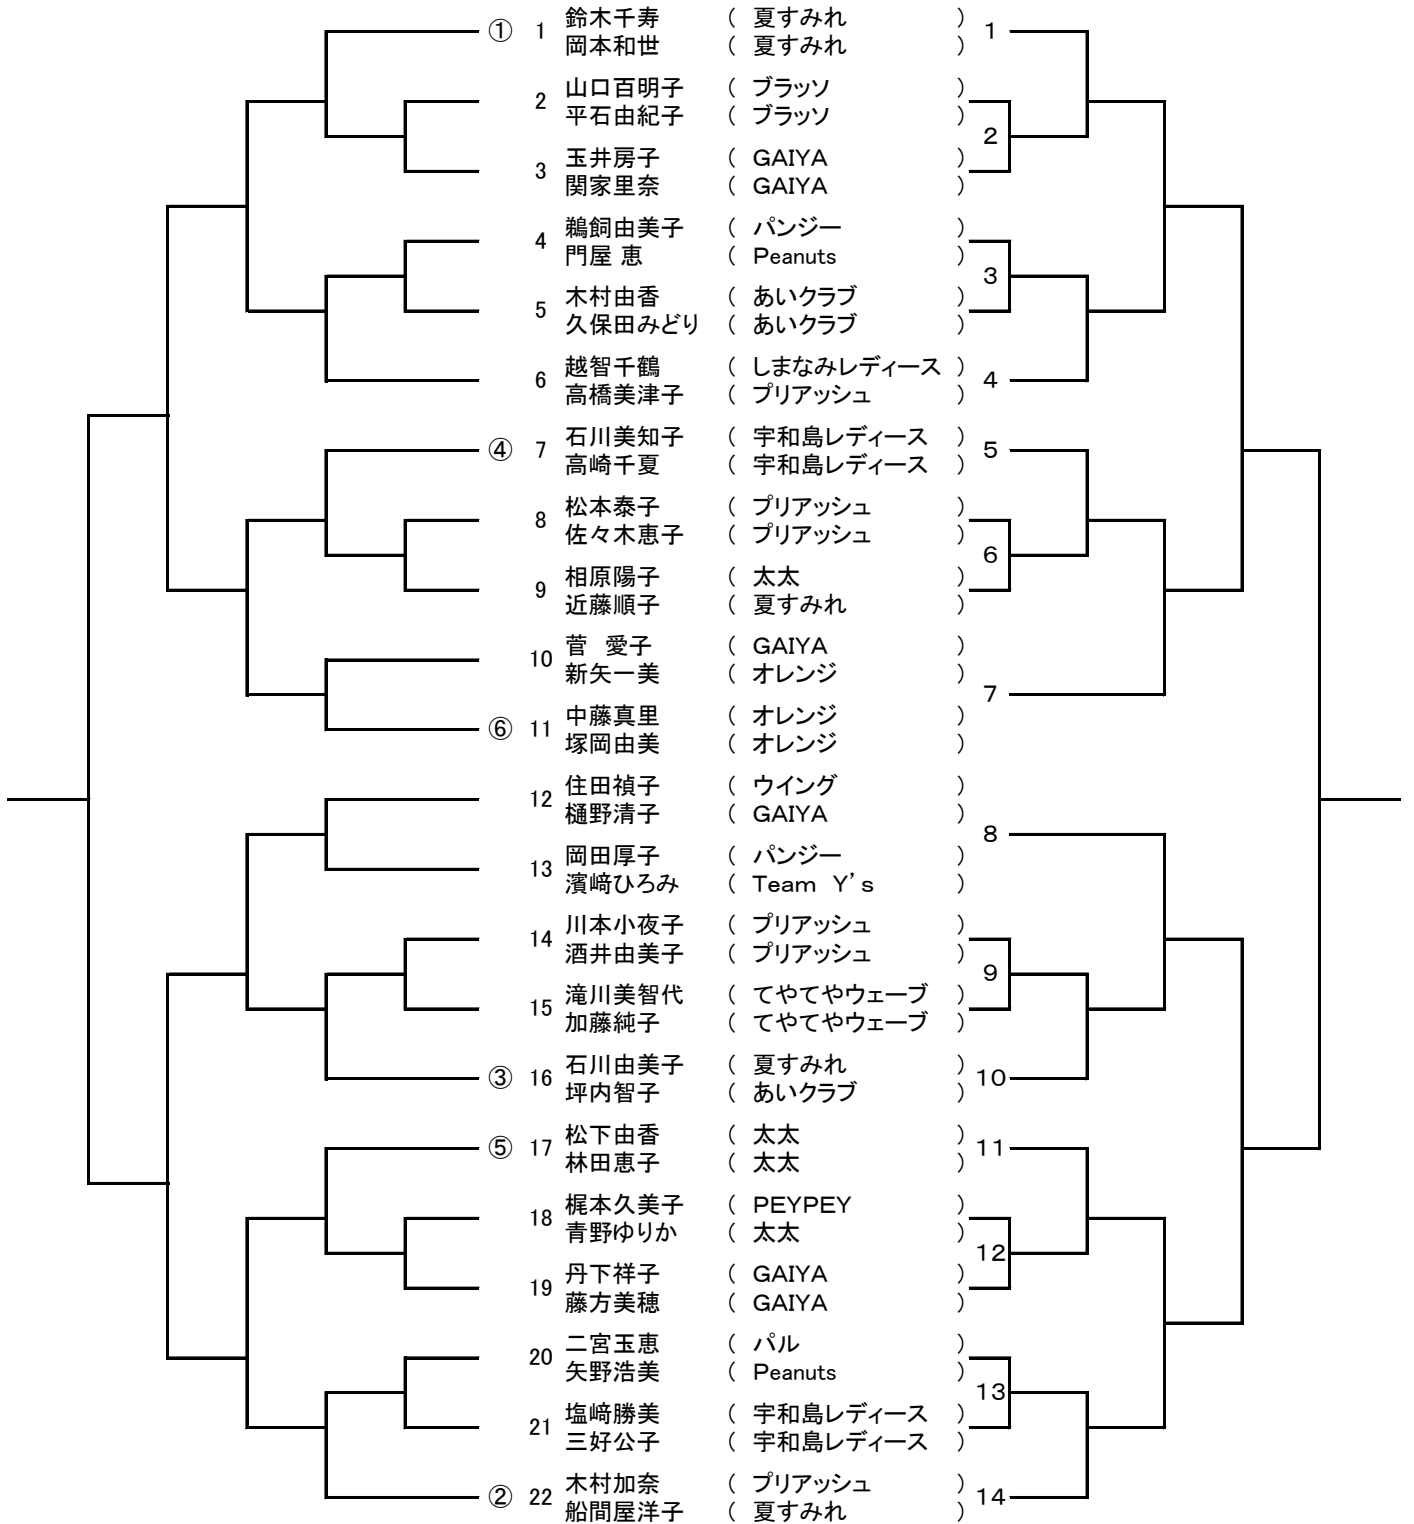 ① 1 鈴木千寿 ( 夏すみれ ) 1
岡本和世 ( 夏すみれ )
2 山口百明子 ( ブラッソ )
平石由紀子 ( ブラッソ ) 2
3 玉井房子 ( GAIYA )
関家里奈 ( GAIYA )
4 鵜飼由美子 ( パンジー )
門屋 恵 ( Peanuts ) 3
5 木村由香 ( あいクラブ )
久保田みどり ( あいクラブ )
6 越智千鶴 ( しまなみレディース ) 4
高橋美津子 ( プリアッシュ )
④ 7 石川美知子 ( 宇和島レディース ) 5
高崎千夏 ( 宇和島レディース )
8 松本泰子 ( プリアッシュ )
佐々木恵子 ( プリアッシュ ) 6
9 相原陽子 ( 太太 )
近藤順子 ( 夏すみれ )
10 菅 愛子 ( GAIYA )
新矢一美 ( オレンジ ) 7
⑥ 11 中藤真里 ( オレンジ )
塚岡由美 ( オレンジ )
12 住田禎子 ( ウイング )
樋野清子 ( GAIYA ) 8
13 岡田厚子 ( パンジー )
濱﨑ひろみ ( Team Y's )
14 川本小夜子 ( プリアッシュ )
酒井由美子 ( プリアッシュ ) 9
15 滝川美智代 ( てやてやウェーブ )
加藤純子 ( てやてやウェーブ )
③ 16 石川由美子 ( 夏すみれ ) 10
坪内智子 ( あいクラブ )
⑤ 17 松下由香 ( 太太 ) 11
林田恵子 ( 太太 )
18 梶本久美子 ( PEYPEY )
青野ゆりか ( 太太 ) 12
19 丹下祥子 ( GAIYA )
藤方美穂 ( GAIYA )
20 二宮玉恵 ( パル )
矢野浩美 ( Peanuts ) 13
21 塩﨑勝美 ( 宇和島レディース )
三好公子 ( 宇和島レディース )
② 22 木村加奈 ( プリアッシュ ) 14
船間屋洋子 ( 夏すみれ )